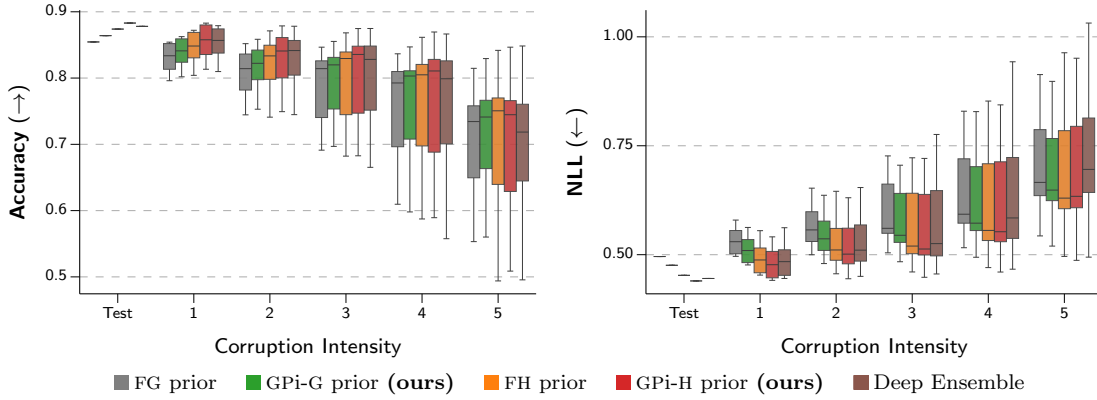 0.9
0.8
0.7
0.6
0.5
Accuracy (→)
Test 1 2 3 4 5
Corruption Intensity
1.00
0.75
0.50
NLL (←)
Test 1 2 3 4 5
Corruption Intensity
FG prior GPi-G prior (ours) FH prior GPi-H prior (ours) Deep Ensemble